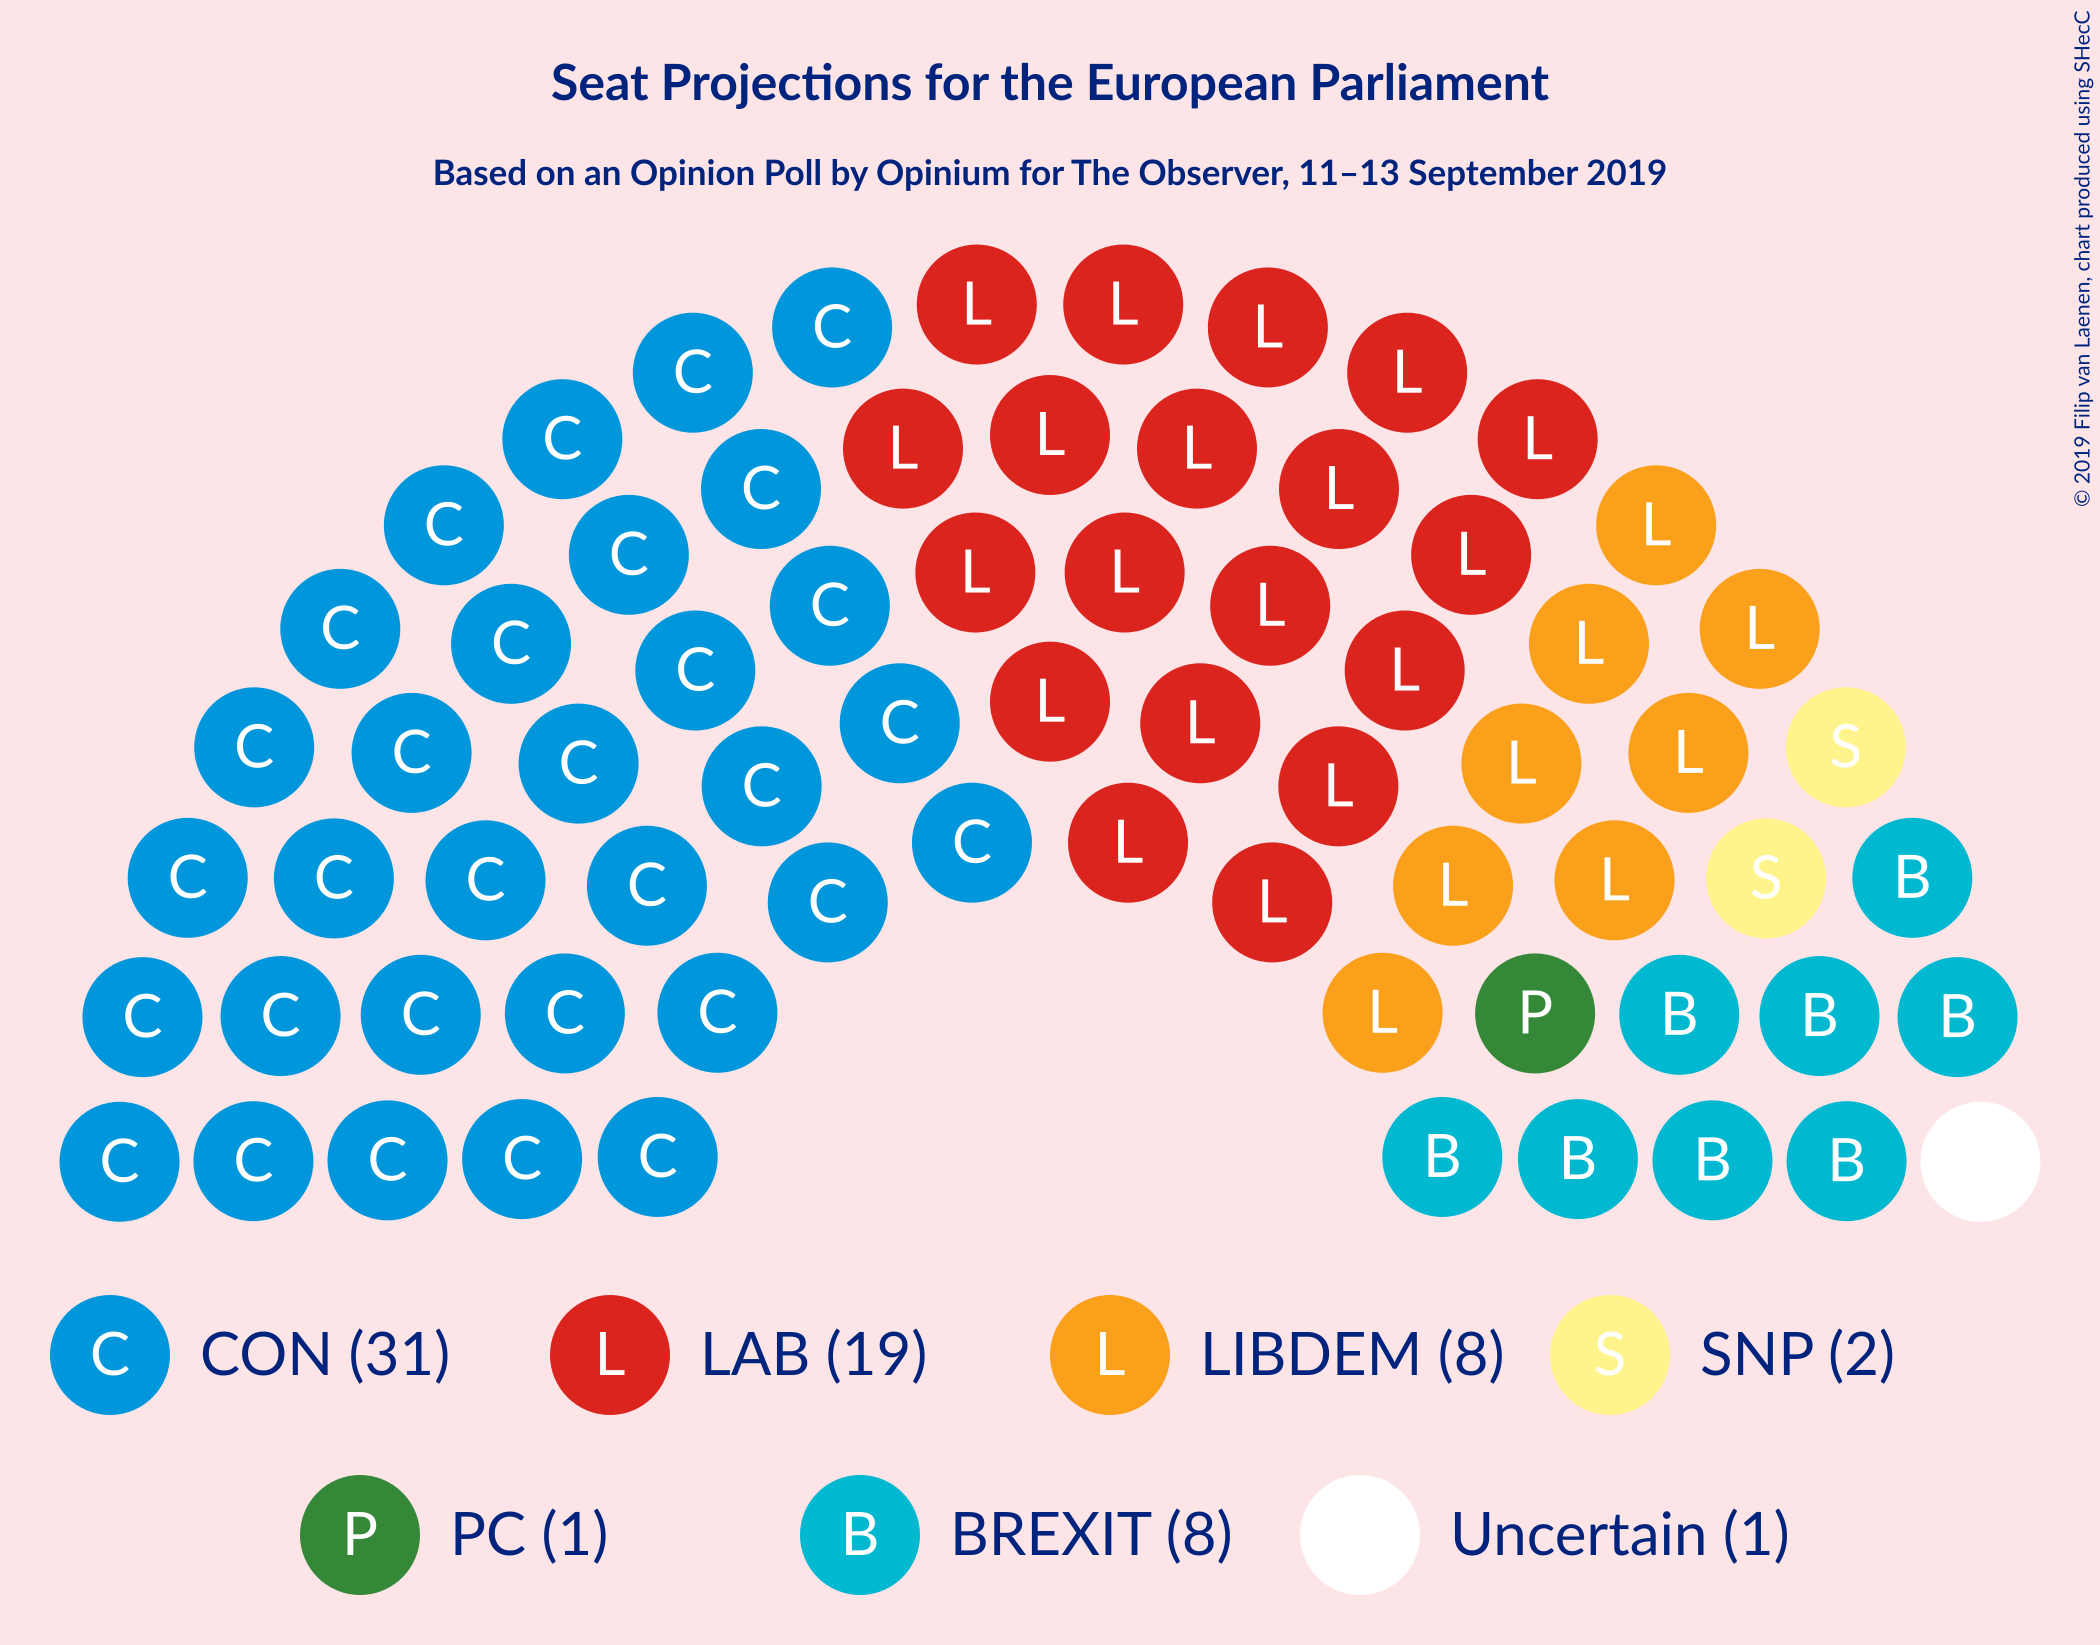 Seat Projections for the European Parliament
Based on an Opinion Poll by Opinium for The Observer, 11–13 September 2019
© 2019 Filip van Laenen, chart produced using SHecC
L L
C L
C L
C L
C L
C L L L
C L
C L
L L
C L
C L
C L L
C L
L
C L
C L
C L
C L
C S
C L
C L
C L
C L
C C L S B
C C L L
C L
C C C C C L P B B B
C C C C C B B B B
C CON (31) L LAB (19) L LIBDEM (8) S SNP (2)
P PC (1) B BREXIT (8) Uncertain (1)